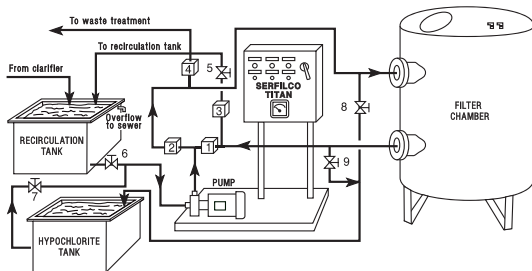 To waste treatment
To recirculation tank
From clarifier
4
5
SERFILCO
TITAN
3
8
FILTER
CHAMBER
Overflow
to sewer
RECIRCULATION
TANK
6
2
1
9
7
PUMP
HYPOCHLORITE
TANK